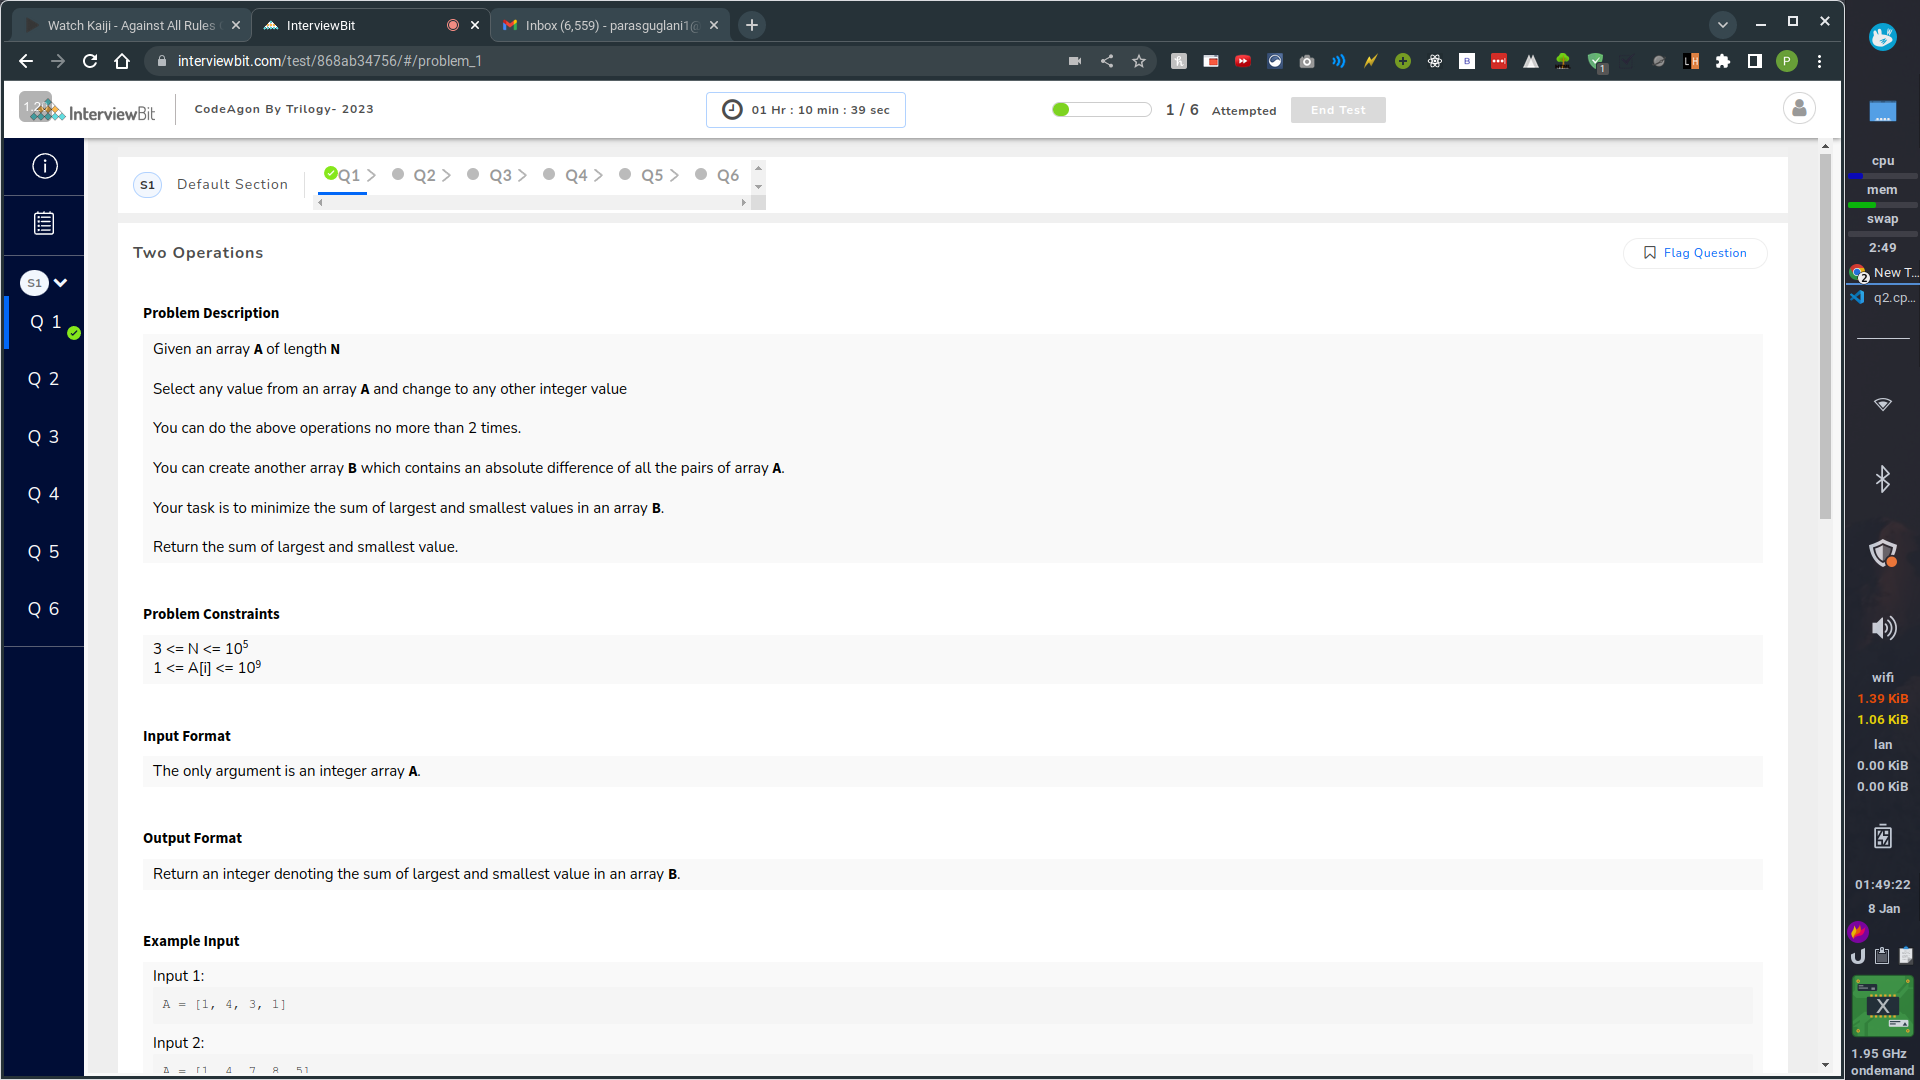 Watch Kaiji - Against All Rules
InterviewBit
Inbox (6,559) - parasguglani1@
interviewbit.com/test/868ab34756/#/problem_1
InterviewBit
CodeAgon By Trilogy- 2023
01 Hr : 10 min : 39 sec
1 / 6 Attempted
End Test
S1
Default Section
Q1
Q2
Q3
Q4
Q5
Q6
S1
Q 1
Q 2
Q 3
Q 4
Q 5
Q 6
Two Operations
Flag Question
Problem Description
Given an array A of length N
Select any value from an array A and change to any other integer value
You can do the above operations no more than 2 times.
You can create another array B which contains an absolute difference of all the pairs of array A.
Your task is to minimize the sum of largest and smallest values in an array B.
Return the sum of largest and smallest value.
Problem Constraints
3 <= N <= 10⁵
1 <= A[i] <= 10⁹
Input Format
The only argument is an integer array A.
Output Format
Return an integer denoting the sum of largest and smallest value in an array B.
Example Input
Input 1:
A = [1, 4, 3, 1]
Input 2:
A = [1, 4, 7, 8, 5]
cpu
mem
swap
2:49
New T...
q2.cp...
wifi
1.39 KiB
1.06 KiB
lan
0.00 KiB
0.00 KiB
01:49:22
8 Jan
X
1.95 GHz
ondemand